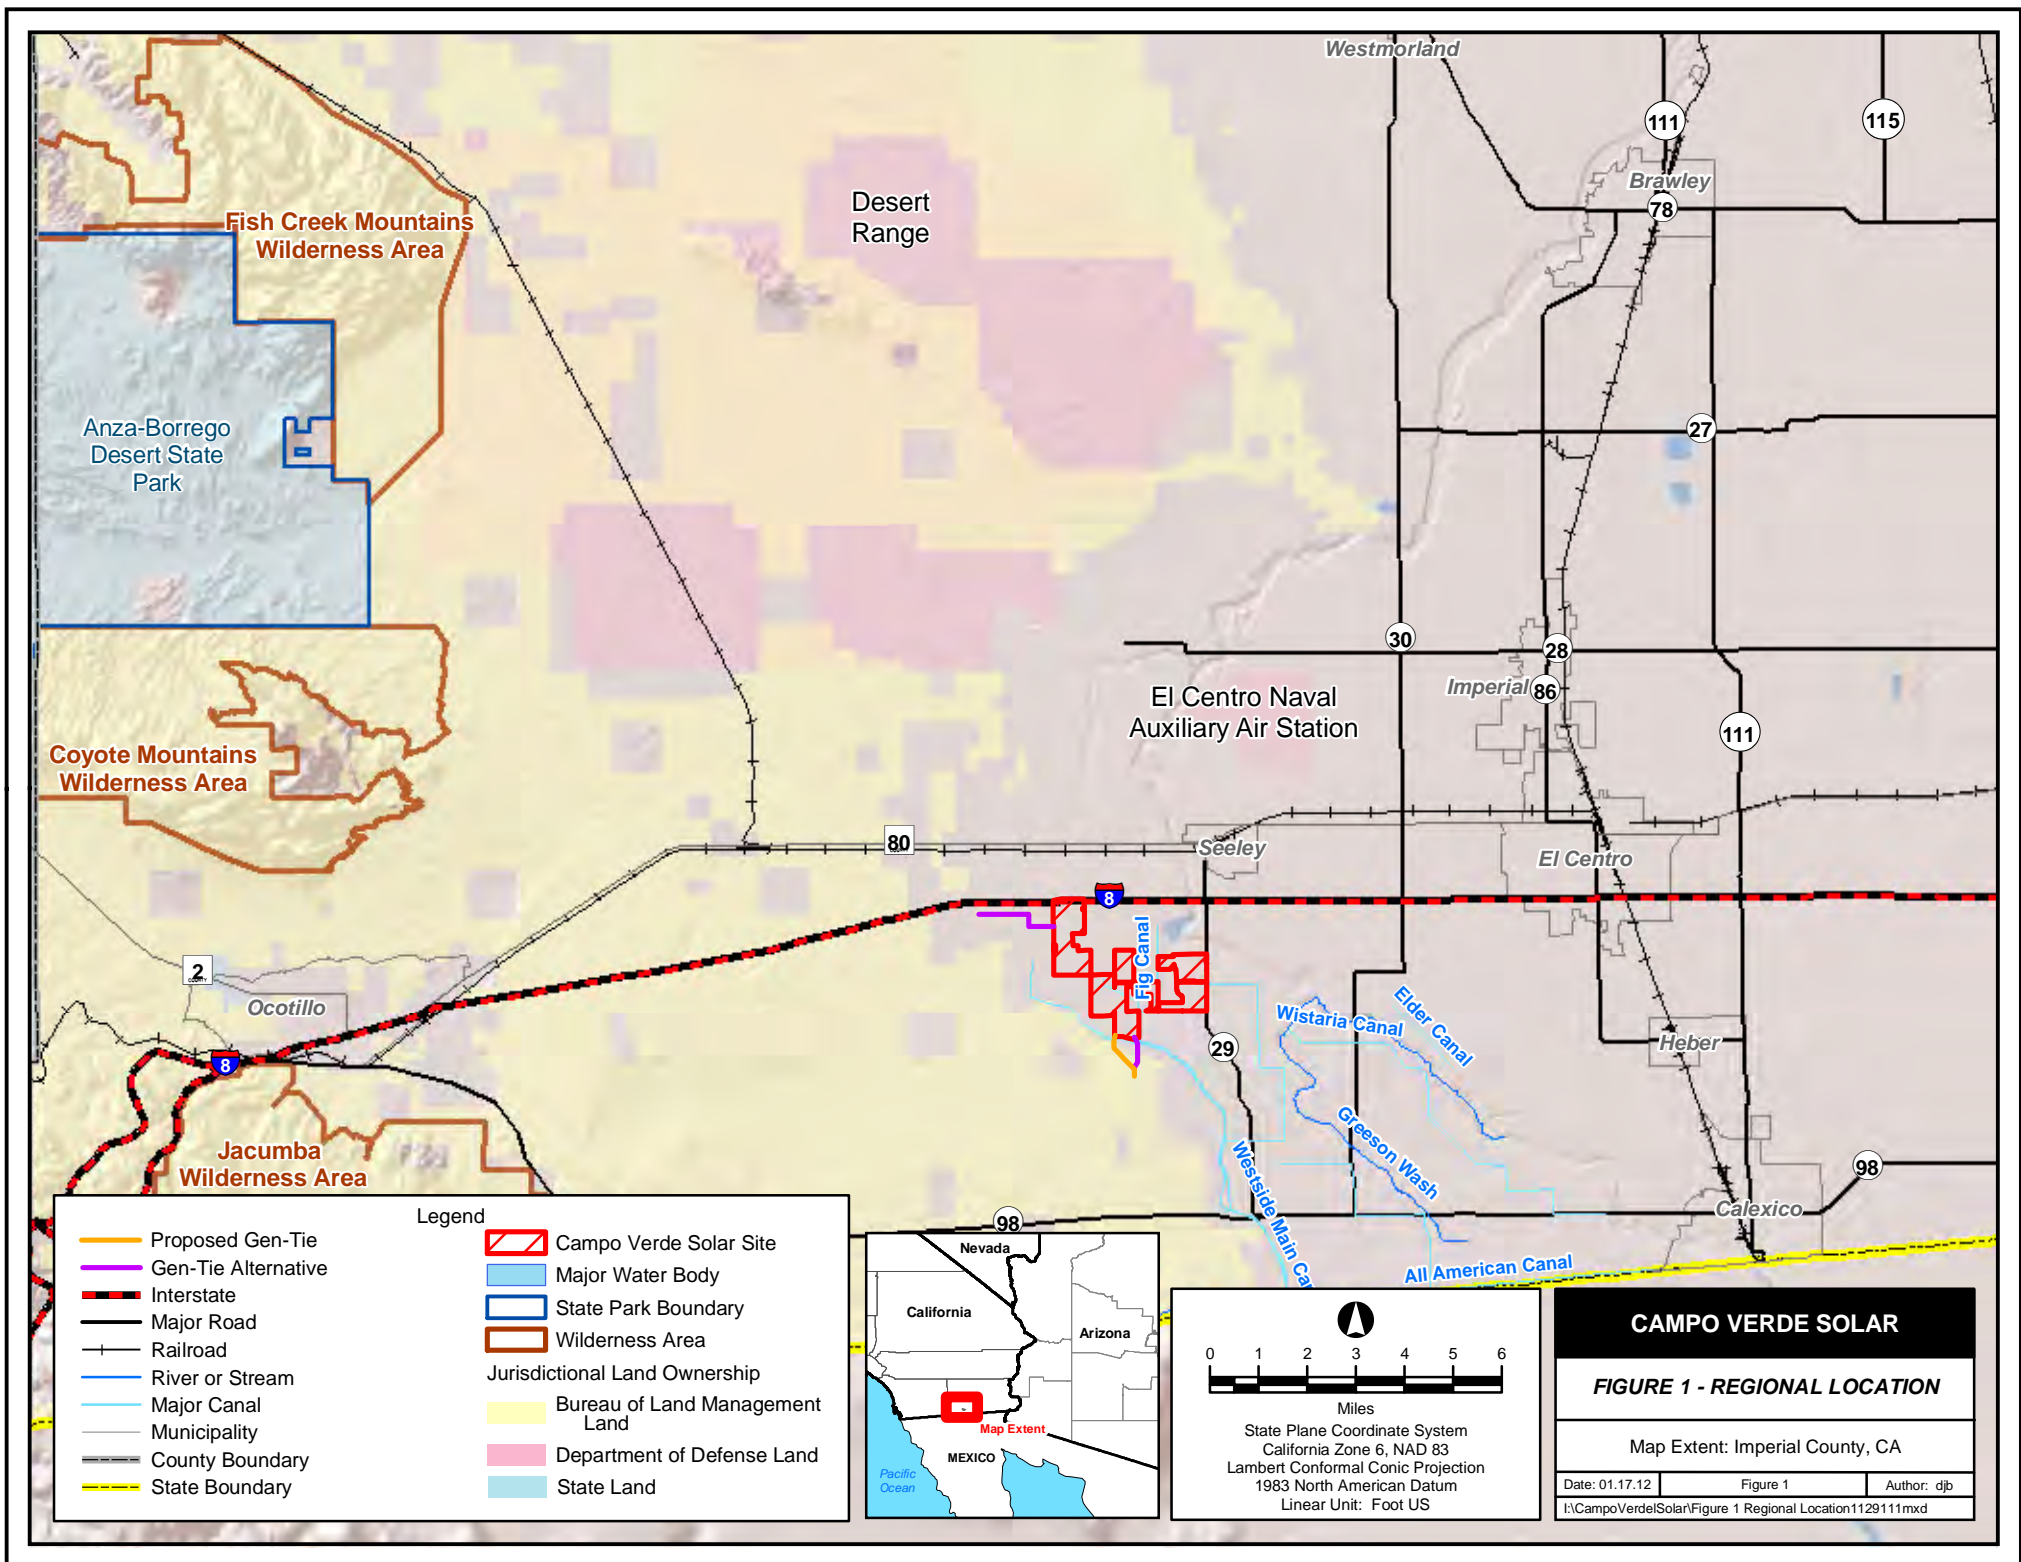 Westmorland
111
115
Brawley
78
Desert
Range
Fish Creek Mountains
Wilderness Area
Anza-Borrego
Desert State
Park
27
30
28
Imperial
86
El Centro Naval
Auxiliary Air Station
111
Coyote Mountains
Wilderness Area
80
Seeley
El Centro
8
Fig Canal
2
COUNTY
Ocotillo
Wistaria Canal
Elder Canal
29
Heber
8
Greeson Wash
Jacumba
Wilderness Area
Westside Main Ca
98
Calexico
98
All American Canal
Legend
Proposed Gen-Tie
Gen-Tie Alternative
Interstate
Major Road
Railroad
River or Stream
Major Canal
Municipality
County Boundary
State Boundary
Campo Verde Solar Site
Major Water Body
State Park Boundary
Wilderness Area
Jurisdictional Land Ownership
Bureau of Land Management
Land
Department of Defense Land
State Land
Nevada
California
Arizona
Map Extent
MEXICO
Pacific
Ocean
0 1 2 3 4 5 6
Miles
State Plane Coordinate System
California Zone 6, NAD 83
Lambert Conformal Conic Projection
1983 North American Datum
Linear Unit: Foot US
CAMPO VERDE SOLAR
FIGURE 1 - REGIONAL LOCATION
Map Extent: Imperial County, CA
Date: 01.17.12
Figure 1
Author: djb
I:\CampoVerdelSolar\Figure 1 Regional Location1129111mxd